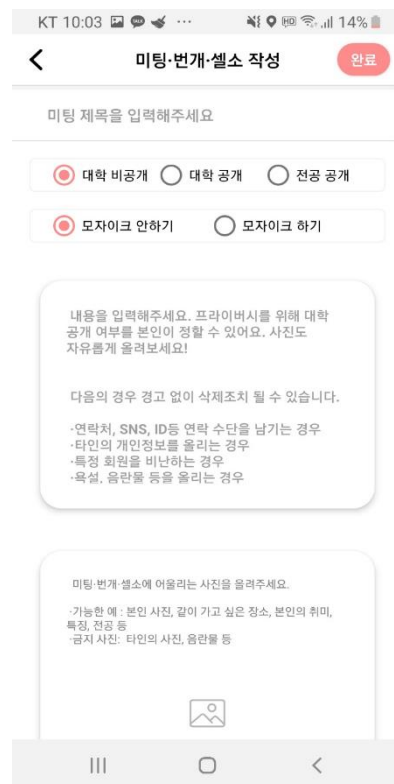 KT 10:03 ··· HD 14%
미팅·번개·셀소 작성
완료
미팅 제목을 입력해주세요
대학 비공개 대학 공개 전공 공개
모자이크 안하기 모자이크 하기
내용을 입력해주세요. 프라이버시를 위해 대학
공개 여부를 본인이 정할 수 있어요. 사진도
자유롭게 올려보세요!
다음의 경우 경고 없이 삭제조치 될 수 있습니다.
·연락처, SNS, ID등 연락 수단을 남기는 경우
·타인의 개인정보를 올리는 경우
·특정 회원을 비난하는 경우
·욕설, 음란물 등을 올리는 경우
미팅·번개·셀소에 어울리는 사진을 올려주세요.
·가능한 예 : 본인 사진, 같이 가고 싶은 장소, 본인의 취미,
특징, 전공 등
·금지 사진: 타인의 사진, 음란물 등